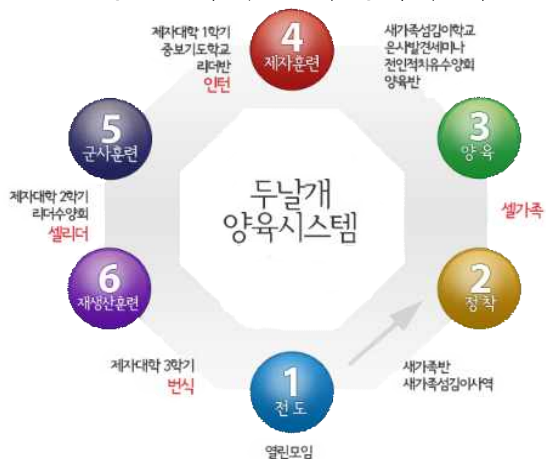 제자대학 1학기
중보기도학교
리더반
인턴
4
제자훈련
새가족섬김이학교
은사발견세미나
전인적치유수양회
양육반
5
군사훈련
3
양 육
제자대학 2학기
리더수양회
셀리더
두날개
양육시스템
셀가족
6
재생산훈련
2
정 착
제자대학 3학기
번식
1
전 도
새가족반
새가족섬김이사역
열린모임